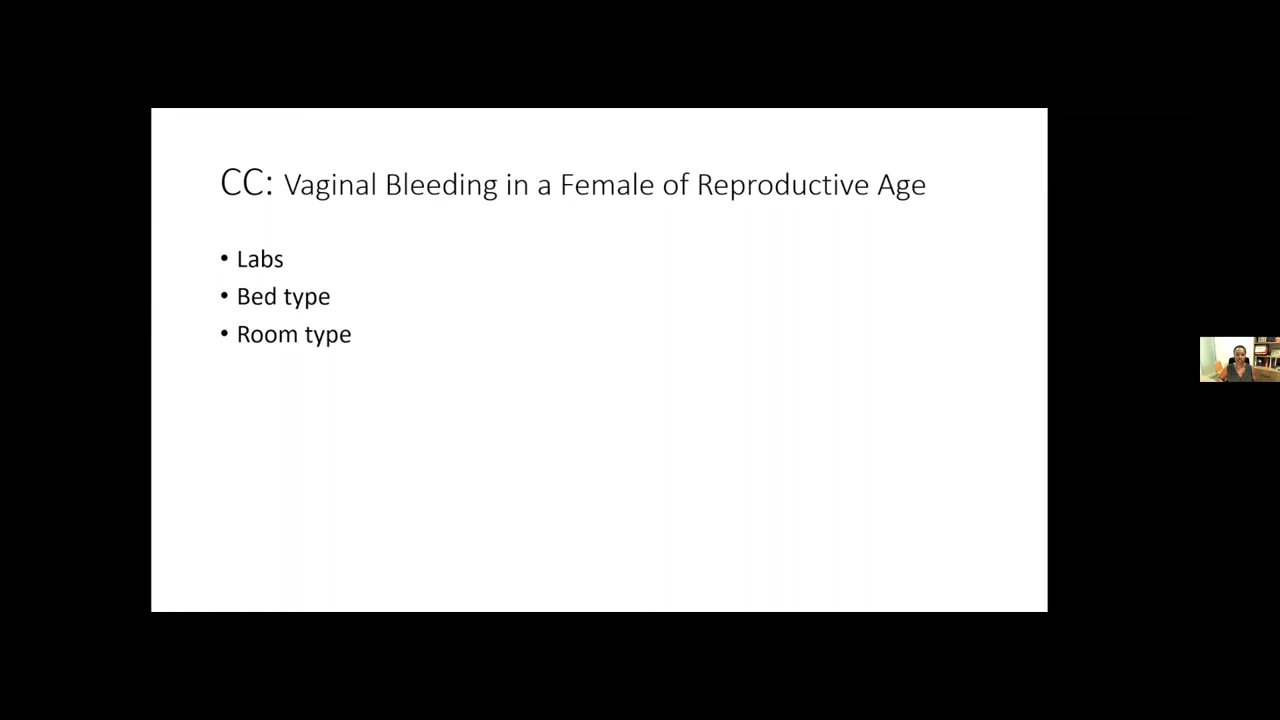 CC: Vaginal Bleeding in a Female of Reproductive Age
• Labs
• Bed type
• Room type